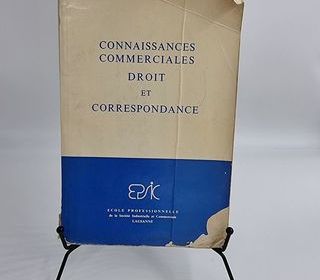 CONNAISSANCES
COMMERCIALES
DROIT
ET
CORRESPONDANCE
EPSIC
ECOLE PROFESSIONNELLE
de la Société Industrielle et Commerciale
LAUSANNE